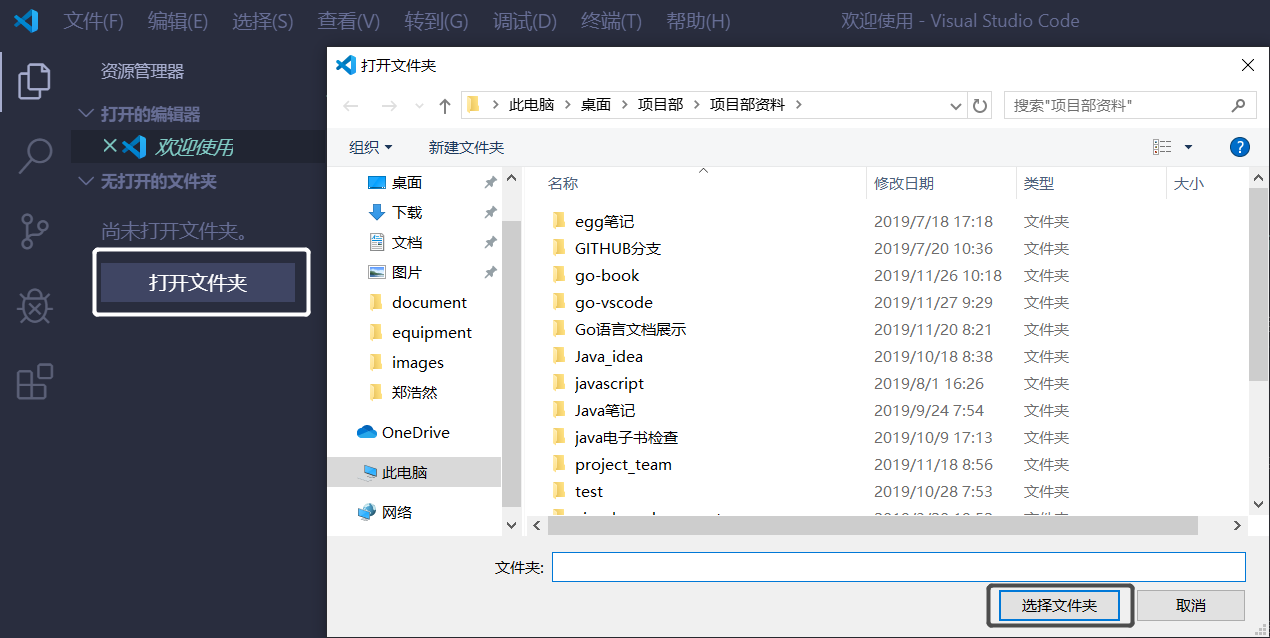 文件(F) 编辑(E) 选择(S) 查看(V) 转到(G) 调试(D) 终端(T) 帮助(H) 欢迎使用 - Visual Studio Code
资源管理器
打开的编辑器
欢迎使用
无打开的文件夹
尚未打开文件夹。
打开文件夹
打开文件夹
此电脑 桌面 项目部 项目部资料
搜索"项目部资料"
组织 新建文件夹
桌面
下载
文档
图片
document
equipment
images
郑浩然
OneDrive
此电脑
网络
名称 修改日期 类型 大小
egg笔记 2019/7/18 17:18 文件夹
GITHUB分支 2019/7/20 10:36 文件夹
go-book 2019/11/26 10:18 文件夹
go-vscode 2019/11/27 9:29 文件夹
Go语言文档展示 2019/11/20 8:21 文件夹
Java_idea 2019/10/18 8:38 文件夹
javascript 2019/8/1 16:26 文件夹
Java笔记 2019/9/24 7:54 文件夹
java电子书检查 2019/10/9 17:13 文件夹
project_team 2019/11/18 8:56 文件夹
test 2019/10/28 7:53 文件夹
文件夹:
选择文件夹 取消